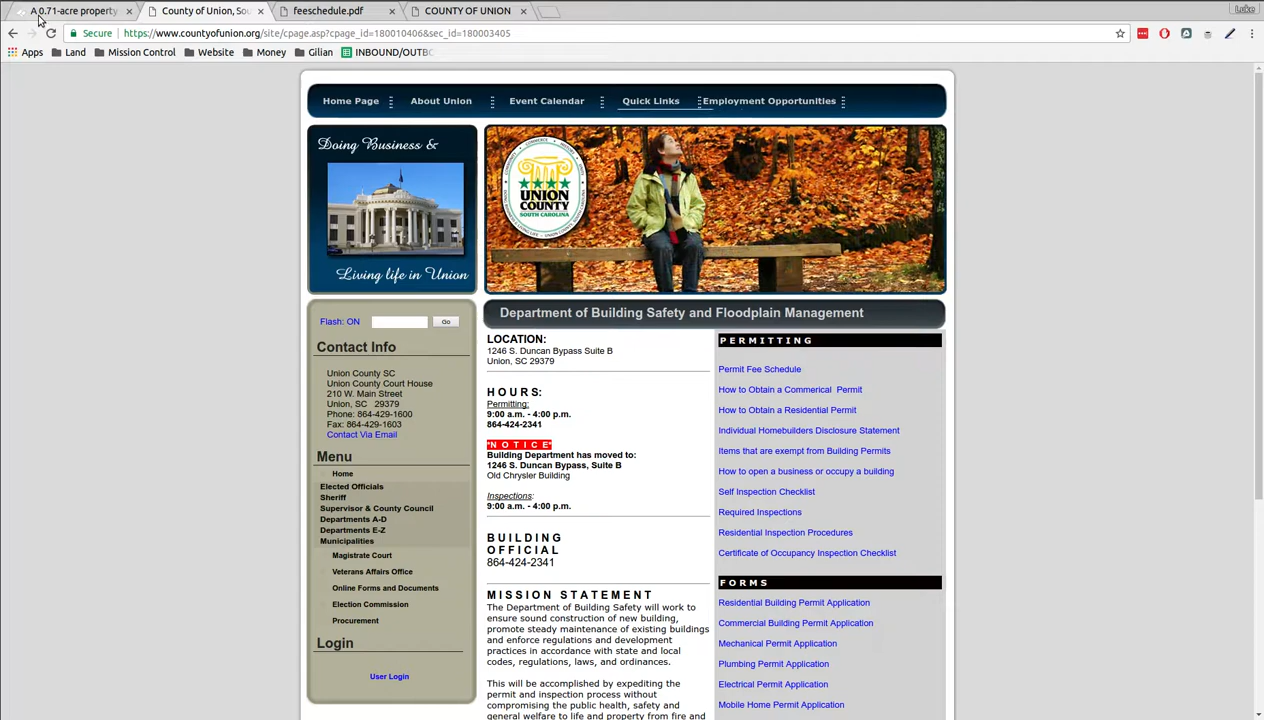 A 0.71-acre property
County of Union, Sou
feeschedule.pdf
COUNTY OF UNION
Luke
Secure
https://www.countyofunion.org/site/cpage.asp?cpage_id=180010406&sec_id=180003405
Apps
Land
Mission Control
Website
Money
Gilian
INBOUND/OUTBO
Home Page
About Union
Event Calendar
Quick Links
Employment Opportunities
Doing Business &
Living life in Union
UNION
COUNTY
SOUTH CAROLINA
Flash: ON
Go
Contact Info
Union County SC
Union County Court House
210 W. Main Street
Union, SC 29379
Phone: 864-429-1600
Fax: 864-429-1603
Contact Via Email
Menu
Home
Elected Officials
Sheriff
Supervisor & County Council
Departments A-D
Departments E-Z
Municipalities
Magistrate Court
Veterans Affairs Office
Online Forms and Documents
Election Commission
Procurement
Login
User Login
Department of Building Safety and Floodplain Management
LOCATION:
1246 S. Duncan Bypass Suite B
Union, SC 29379
HOURS:
Permitting:
9:00 a.m. - 4:00 p.m.
864-424-2341
*NOTICE*
Building Department has moved to:
1246 S. Duncan Bypass, Suite B
Old Chrysler Building
Inspections:
9:00 a.m. - 4:00 p.m.
BUILDING
OFFICIAL
864-424-2341
MISSION STATEMENT
The Department of Building Safety will work to
ensure sound construction of new building,
promote steady maintenance of existing buildings
and enforce regulations and development
practices in accordance with state and local
codes, regulations, laws, and ordinances.
This will be accomplished by expediting the
permit and inspection process without
compromising the public health, safety and
general welfare to life and property from fire and
PERMITTING
Permit Fee Schedule
How to Obtain a Commerical Permit
How to Obtain a Residential Permit
Individual Homebuilders Disclosure Statement
Items that are exempt from Building Permits
How to open a business or occupy a building
Self Inspection Checklist
Required Inspections
Residential Inspection Procedures
Certificate of Occupancy Inspection Checklist
FORMS
Residential Building Permit Application
Commercial Building Permit Application
Mechanical Permit Application
Plumbing Permit Application
Electrical Permit Application
Mobile Home Permit Application